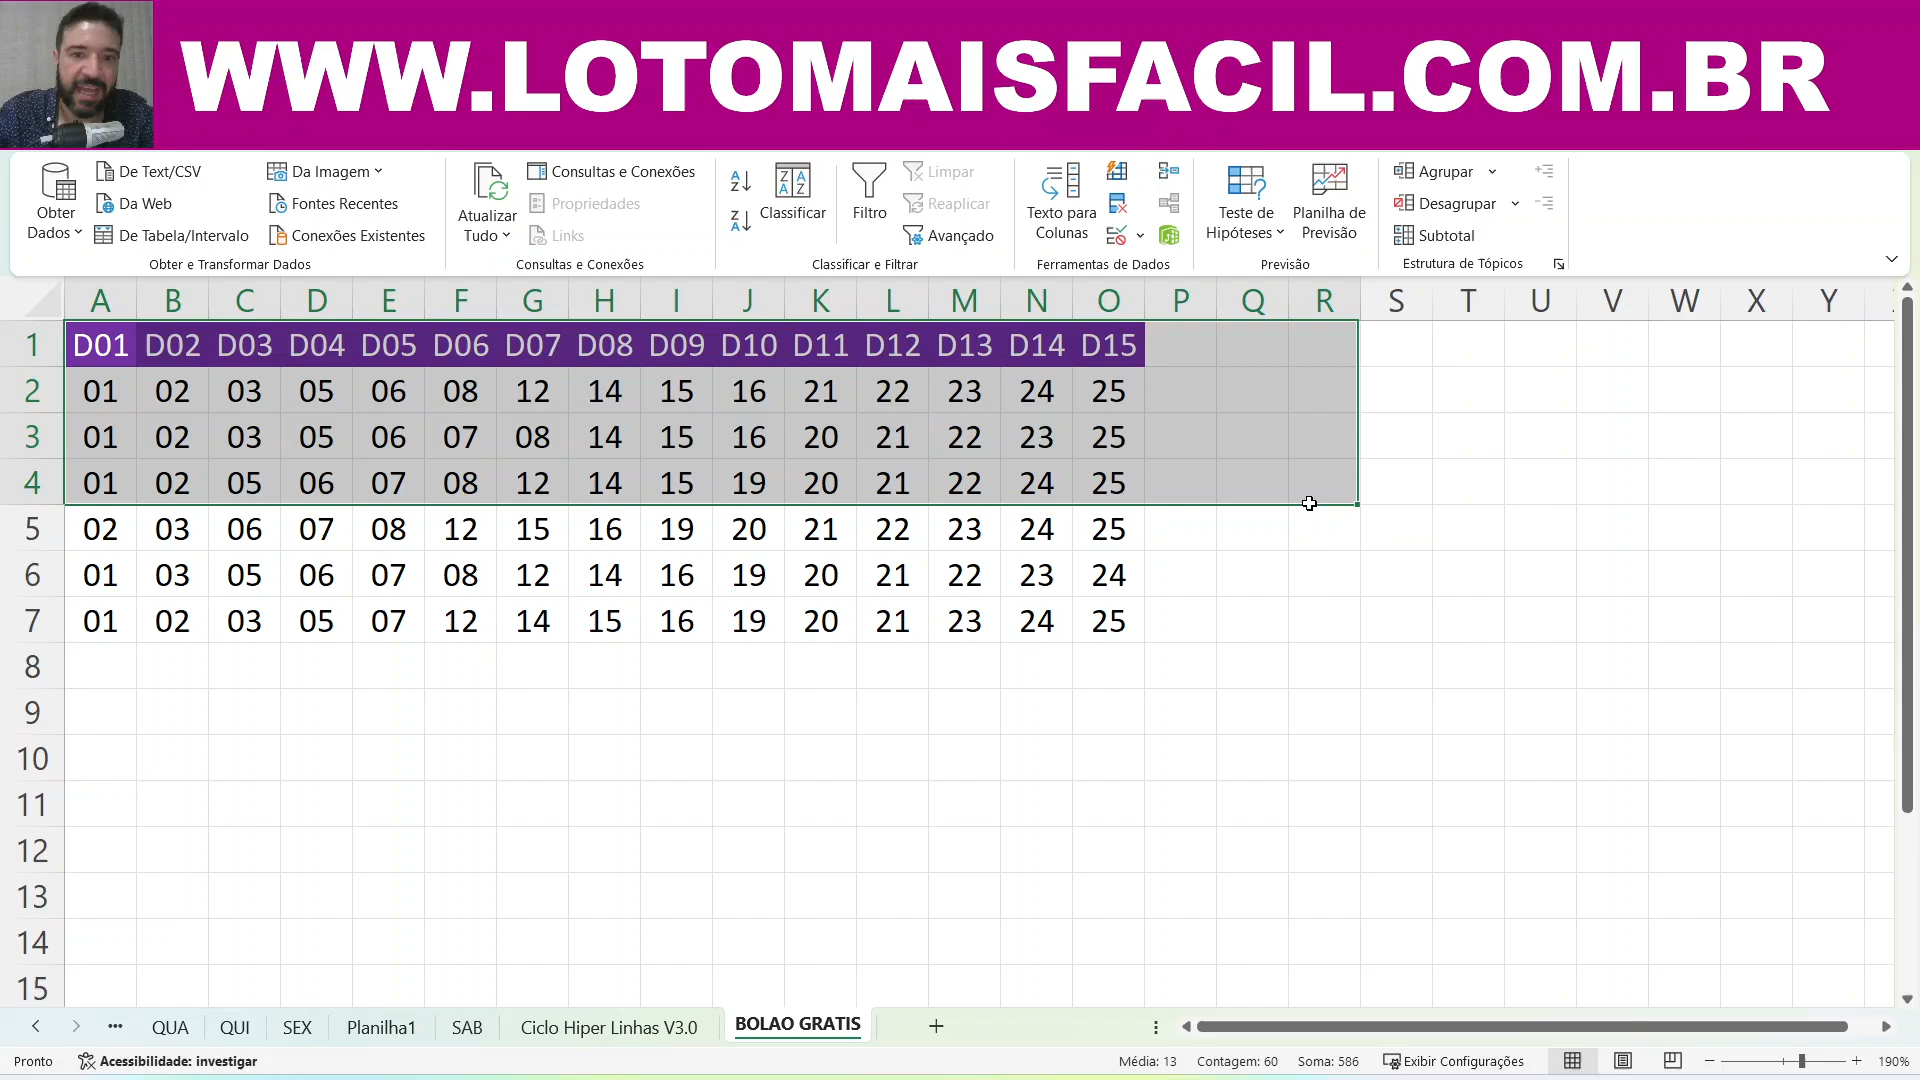 WWW.LOTOMAISFACIL.COM.BR
Obter Dados
De Text/CSV
Da Web
De Tabela/Intervalo
Da Imagem
Fontes Recentes
Conexões Existentes
Obter e Transformar Dados
Atualizar Tudo
Consultas e Conexões
Propriedades
Links
Consultas e Conexões
Classificar
Filtro
Limpar
Reaplicar
Avançado
Classificar e Filtrar
Texto para Colunas
Ferramentas de Dados
Teste de Hipóteses
Planilha de Previsão
Previsão
Agrupar
Desagrupar
Subtotal
Estrutura de Tópicos
A B C D E F G H I J K L M N O P Q R S T U V W X Y
1 D01 D02 D03 D04 D05 D06 D07 D08 D09 D10 D11 D12 D13 D14 D15
2 01 02 03 05 06 08 12 14 15 16 21 22 23 24 25
3 01 02 03 05 06 07 08 14 15 16 20 21 22 23 25
4 01 02 05 06 07 08 12 14 15 19 20 21 22 24 25
5 02 03 06 07 08 12 15 16 19 20 21 22 23 24 25
6 01 03 05 06 07 08 12 14 16 19 20 21 22 23 24
7 01 02 03 05 07 12 14 15 16 19 20 21 23 24 25
8
9
10
11
12
13
14
15
QUA QUI SEX Planilha1 SAB Ciclo Hiper Linhas V3.0 BOLAO GRATIS
Pronto Acessibilidade: investigar Média: 13 Contagem: 60 Soma: 586 Exibir Configurações 190%